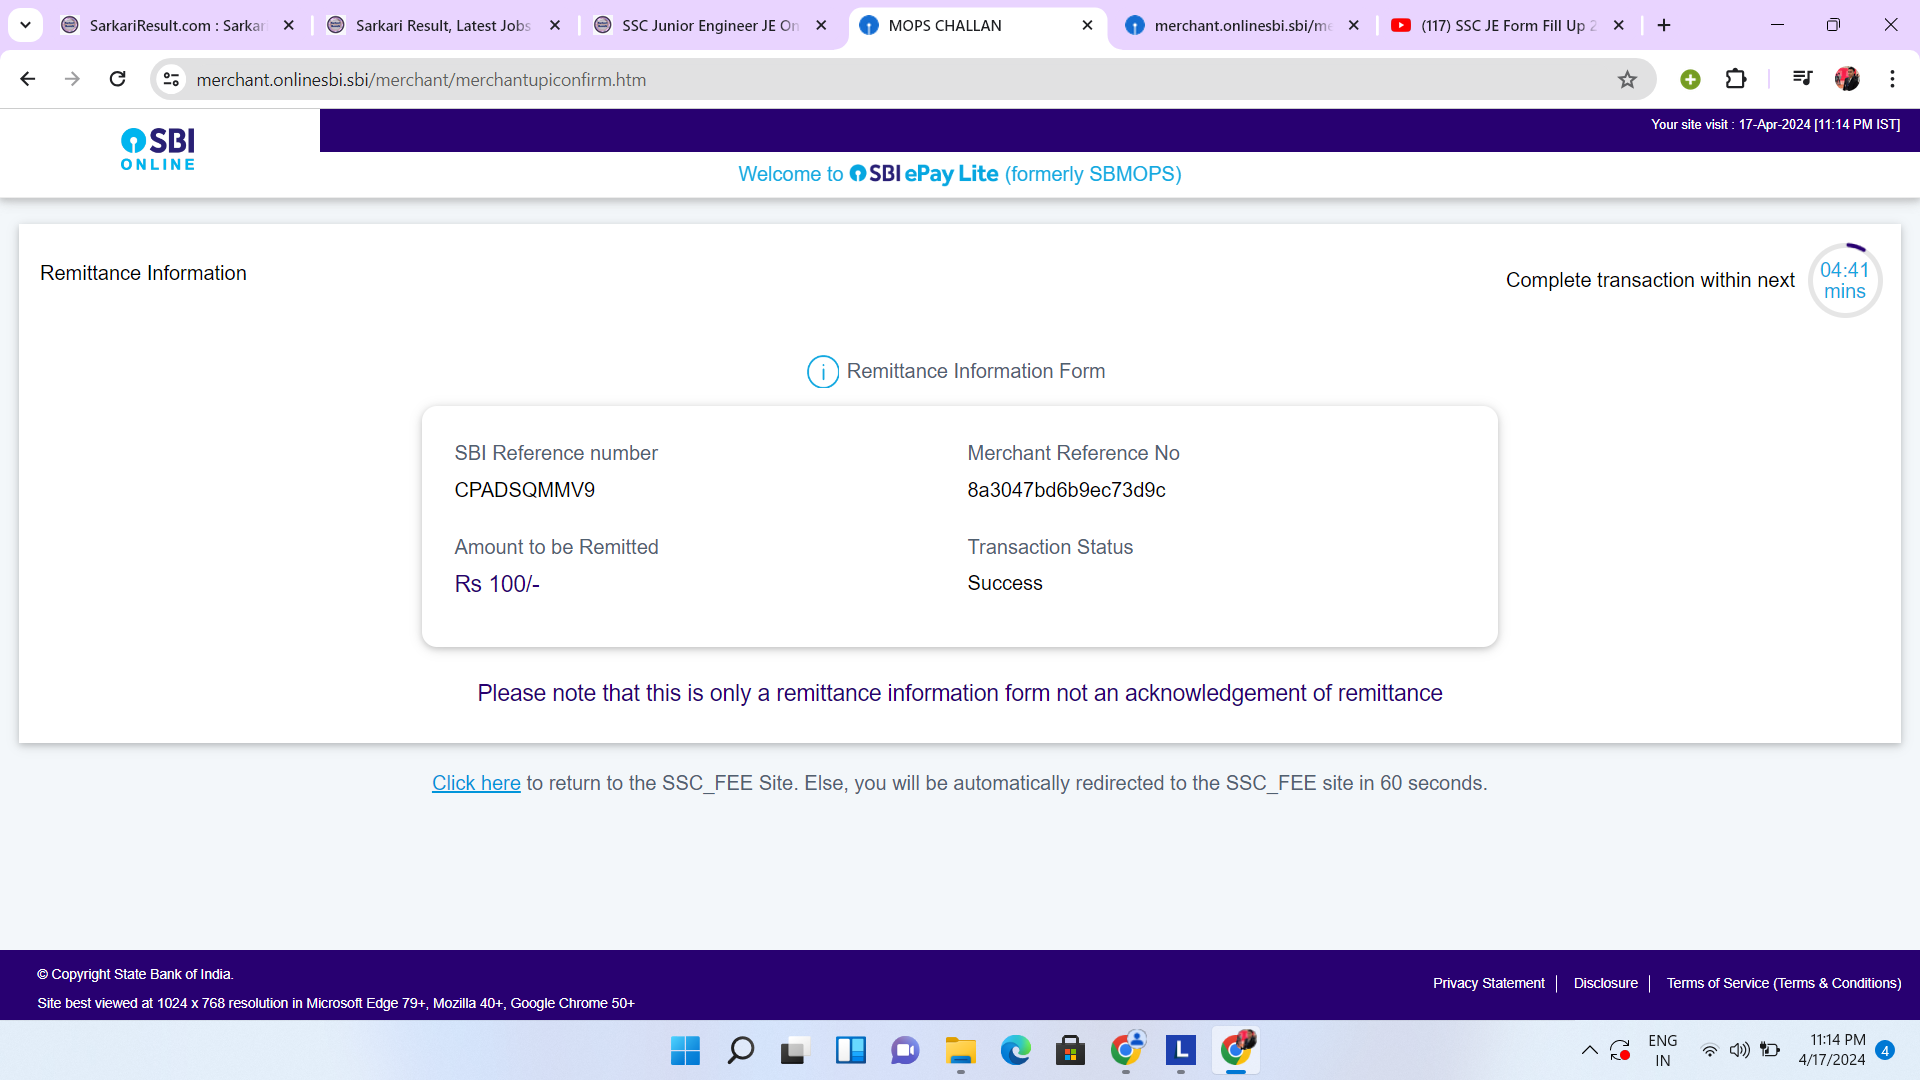 SarkariResult.com : Sarkar
Sarkari Result, Latest Jobs
SSC Junior Engineer JE On
MOPS CHALLAN
merchant.onlinesbi.sbi/me
(117) SSC JE Form Fill Up 2
merchant.onlinesbi.sbi/merchant/merchantupiconfirm.htm
SBI
ONLINE
Your site visit : 17-Apr-2024 [11:14 PM IST]
Welcome to SBI ePay Lite (formerly SBMOPS)
Remittance Information
Complete transaction within next
04:41
mins
i Remittance Information Form
SBI Reference number
CPADSQMMV9
Merchant Reference No
8a3047bd6b9ec73d9c
Amount to be Remitted
Rs 100/-
Transaction Status
Success
Please note that this is only a remittance information form not an acknowledgement of remittance
Click here to return to the SSC_FEE Site. Else, you will be automatically redirected to the SSC_FEE site in 60 seconds.
© Copyright State Bank of India.
Site best viewed at 1024 x 768 resolution in Microsoft Edge 79+, Mozilla 40+, Google Chrome 50+
Privacy Statement
Disclosure
Terms of Service (Terms & Conditions)
L
ENG
IN
11:14 PM
4/17/2024
4